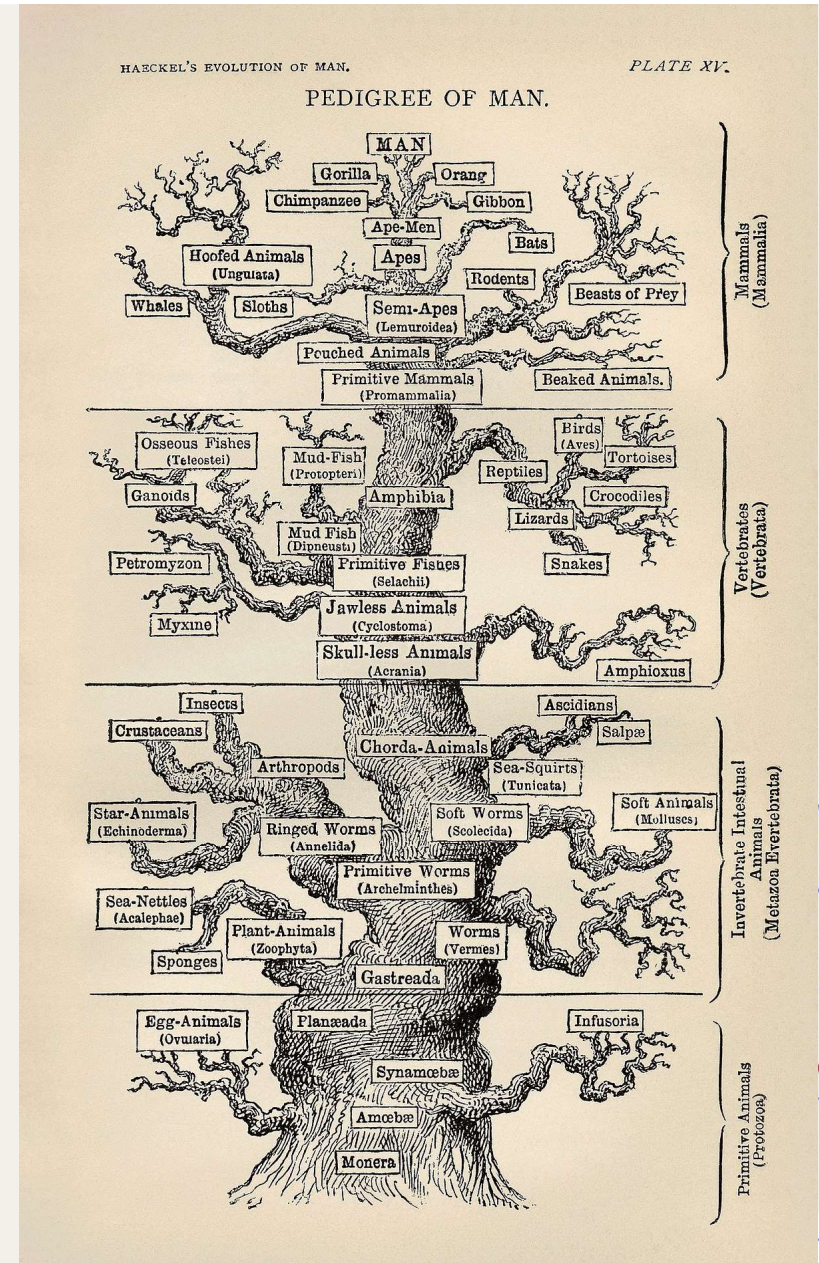 HAECKEL'S EVOLUTION OF MAN.
PLATE XV.
PEDIGREE OF MAN.
MAN
Gorilla
Orang
Chimpanzee
Gibbon
Ape-Men
Bats
Hoofed Animals
(Ungulata)
Apes
Rodents
Beasts of Prey
Whales
Sloths
Semi-Apes
(Lemuroidea)
Pouched Animals
Primitive Mammals
(Promammalia)
Beaked Animals.
Mammals
(Mammalia)
Osseous Fishes
(Teleostei)
Mud-Fish
(Protopteri)
Birds
(Aves)
Tortoises
Reptiles
Ganoids
Amphibia
Crocodiles
Lizards
Mud Fish
(Dipneusti)
Petromyzon
Primitive Fishes
(Selachii)
Snakes
Jawless Animals
(Cyclostoma)
Myxine
Skull-less Animals
(Acrania)
Amphioxus
Vertebrates
(Vertebrata)
Insects
Ascidians
Crustaceans
Salpæ
Chorda-Animals
Arthropods
Sea-Squirts
(Tunicata)
Star-Animals
(Echinoderma)
Ringed Worms
(Annelida)
Soft Worms
(Scolecida)
Soft Animals
(Molluscs)
Primitive Worms
(Archelminthes)
Sea-Nettles
(Acalephae)
Plant-Animals
(Zoophyta)
Worms
(Vermes)
Sponges
Gastreada
Invertebrate Intestinal
Animals
(Metazoa Evertebrata)
Egg-Animals
(Ovularia)
Planæada
Infusoria
Synamœbæ
Amœbæ
Monera
Primitive Animals
(Protozoa)